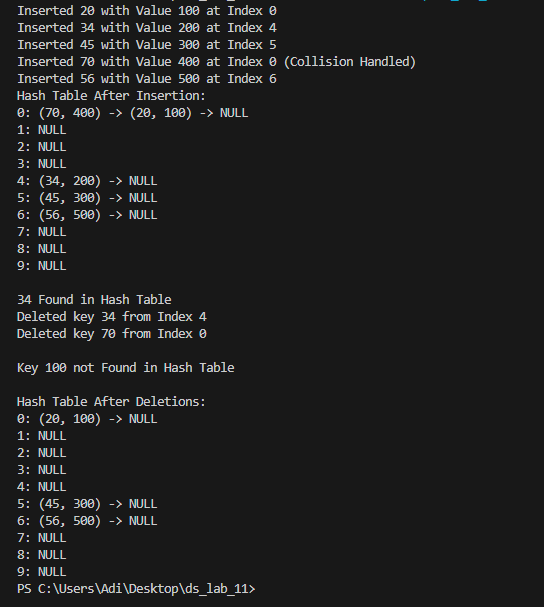 Inserted 20 with Value 100 at Index 0
Inserted 34 with Value 200 at Index 4
Inserted 45 with Value 300 at Index 5
Inserted 70 with Value 400 at Index 0 (Collision Handled)
Inserted 56 with Value 500 at Index 6
Hash Table After Insertion:
0: (70, 400) -> (20, 100) -> NULL
1: NULL
2: NULL
3: NULL
4: (34, 200) -> NULL
5: (45, 300) -> NULL
6: (56, 500) -> NULL
7: NULL
8: NULL
9: NULL

34 Found in Hash Table
Deleted key 34 from Index 4
Deleted key 70 from Index 0

Key 100 not Found in Hash Table

Hash Table After Deletions:
0: (20, 100) -> NULL
1: NULL
2: NULL
3: NULL
4: NULL
5: (45, 300) -> NULL
6: (56, 500) -> NULL
7: NULL
8: NULL
9: NULL
PS C:\Users\Adi\Desktop\ds_lab_11>